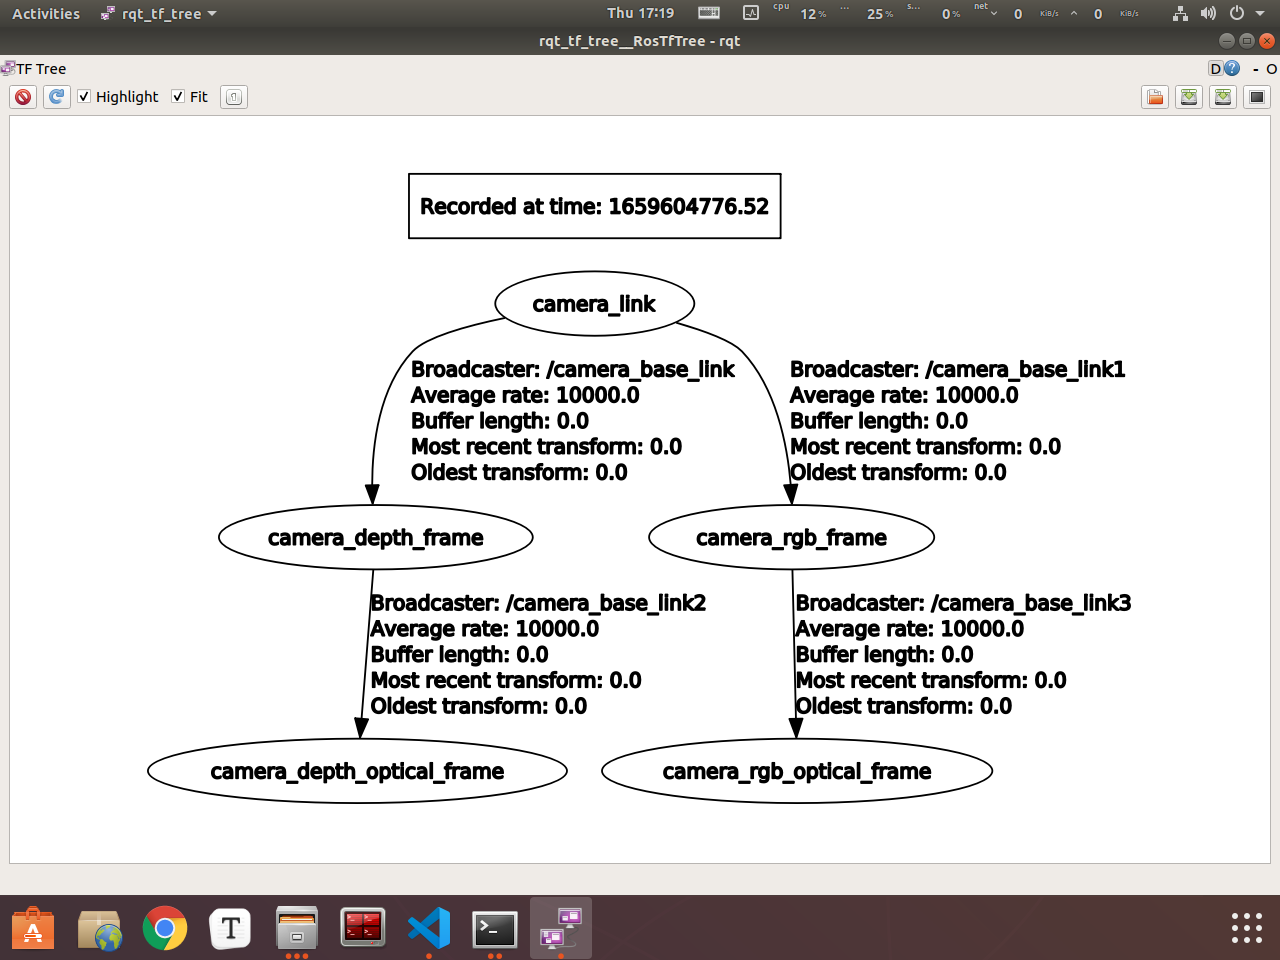 Activities rqt_tf_tree Thu 17:19 cpu 12 % ... 25 % s... 0 % net 0 KiB/s 0 KiB/s
rqt_tf_tree__RosTfTree - rqt
TF Tree D ? - O
Highlight Fit 1
Recorded at time: 1659604776.52
camera_link
Broadcaster: /camera_base_link
Average rate: 10000.0
Buffer length: 0.0
Most recent transform: 0.0
Oldest transform: 0.0
Broadcaster: /camera_base_link1
Average rate: 10000.0
Buffer length: 0.0
Most recent transform: 0.0
Oldest transform: 0.0
camera_depth_frame
camera_rgb_frame
Broadcaster: /camera_base_link2
Average rate: 10000.0
Buffer length: 0.0
Most recent transform: 0.0
Oldest transform: 0.0
Broadcaster: /camera_base_link3
Average rate: 10000.0
Buffer length: 0.0
Most recent transform: 0.0
Oldest transform: 0.0
camera_depth_optical_frame
camera_rgb_optical_frame
A T >_